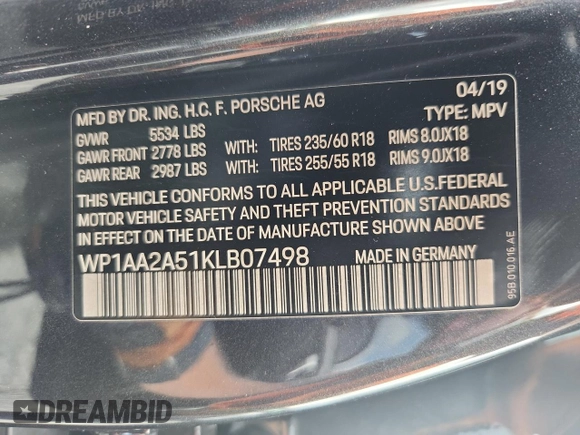 MFD BY DR. ING. H.C. F. PORSCHE AG 04/19
GVWR 5534 LBS TYPE: MPV
GAWR FRONT 2778 LBS WITH: TIRES 235/60 R18 RIMS 8.0JX18
GAWR REAR 2987 LBS WITH: TIRES 255/55 R18 RIMS 9.0JX18
THIS VEHICLE CONFORMS TO ALL APPLICABLE U.S.FEDERAL
MOTOR VEHICLE SAFETY AND THEFT PREVENTION STANDARDS
IN EFFECT ON THE DATE OF MANUFACTURE SHOWN ABOVE
WP1AA2A51KLB07498 MADE IN GERMANY
95B.010.016 AE
DREAMBID